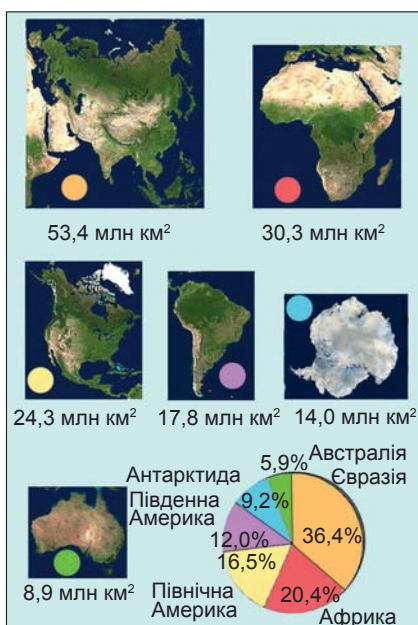 53,4 млн км²
30,3 млн км²
24,3 млн км²
17,8 млн км²
14,0 млн км²
8,9 млн км²
Австралія
Євразія
Антарктида
Південна
Америка
Північна
Америка
Африка
5,9%
9,2%
36,4%
12,0%
16,5%
20,4%